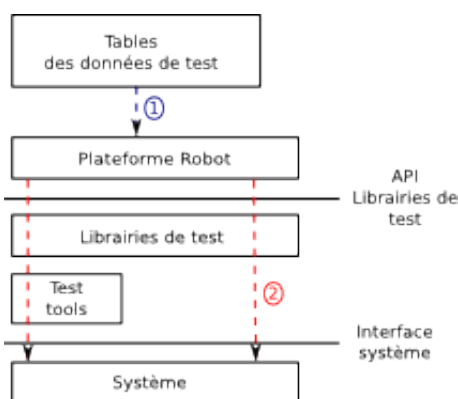 Tables
des données de test
①
Plateforme Robot
API
Librairies de
test
Librairies de test
Test
tools
②
Interface
système
Système